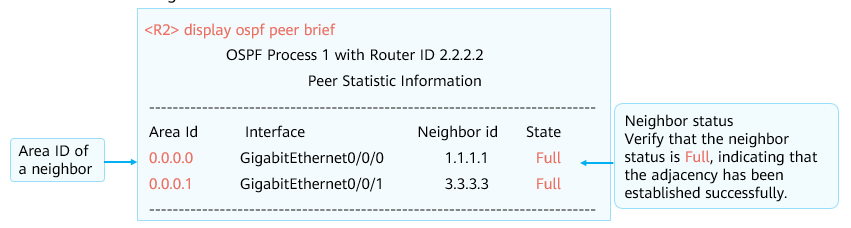 <R2> display ospf peer brief
OSPF Process 1 with Router ID 2.2.2.2
Peer Statistic Information
----------------------------------------------------------------------------
Area Id Interface Neighbor id State
0.0.0.0 GigabitEthernet0/0/0 1.1.1.1 Full
0.0.0.1 GigabitEthernet0/0/1 3.3.3.3 Full
----------------------------------------------------------------------------
Area ID of
a neighbor
Neighbor status
Verify that the neighbor
status is Full, indicating that
the adjacency has been
established successfully.